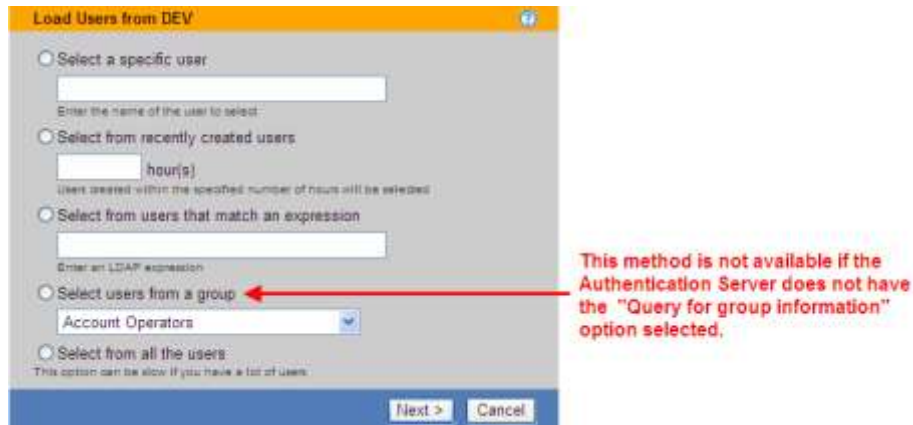 Load Users from DEV
Select a specific user
Enter the name of the user to select
Select from recently created users
hour(s)
Users created within the specified number of hours will be selected
Select from users that match an expression
Enter an LDAP expression
Select users from a group
Account Operators
Select from all the users
This option can be slow if you have a lot of users
Next > Cancel
This method is not available if the
Authentication Server does not have
the "Query for group information"
option selected.